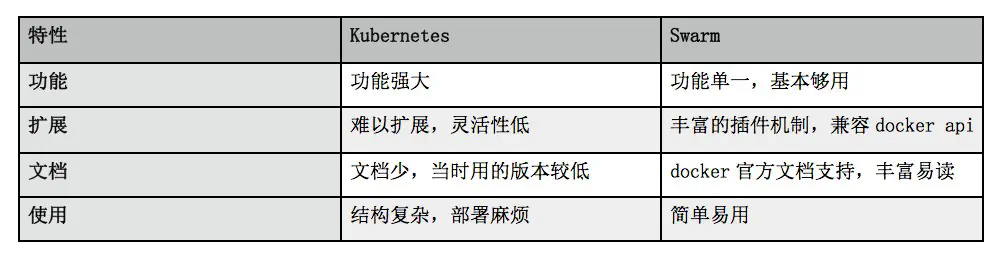 特性 Kubernetes Swarm
功能 功能强大 功能单一，基本够用
扩展 难以扩展，灵活性低 丰富的插件机制，兼容 docker api
文档 文档少，当时用的版本较低 docker 官方文档支持，丰富易读
使用 结构复杂，部署麻烦 简单易用